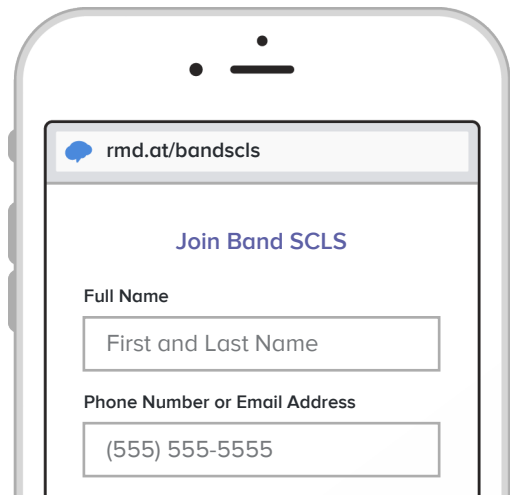 rmd.at/bandscls
Join Band SCLS
Full Name
First and Last Name
Phone Number or Email Address
(555) 555-5555